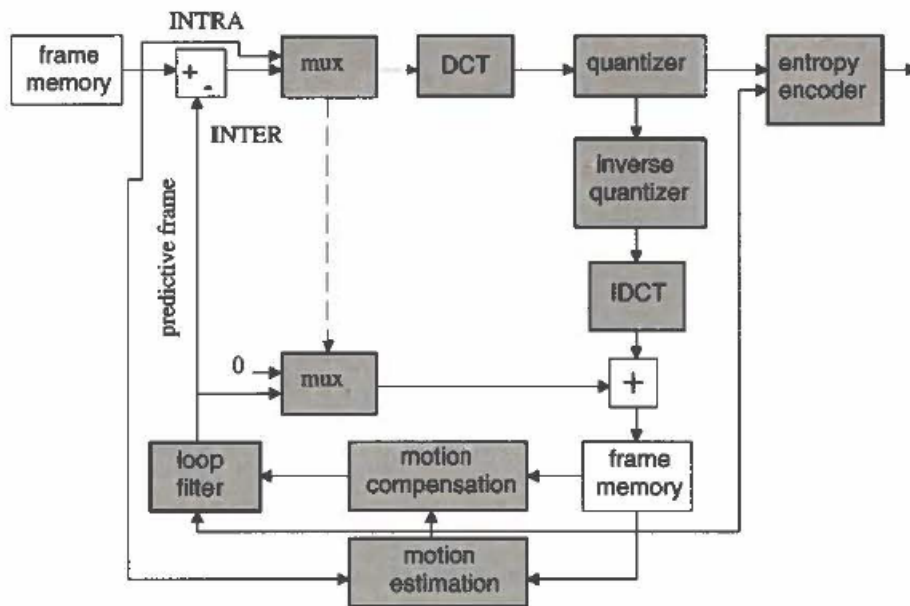 INTRA
frame
memory
+
-
mux
DCT
quantizer
entropy
encoder
INTER
inverse
quantizer
predictive frame
IDCT
0
mux
+
loop
filter
motion
compensation
frame
memory
motion
estimation